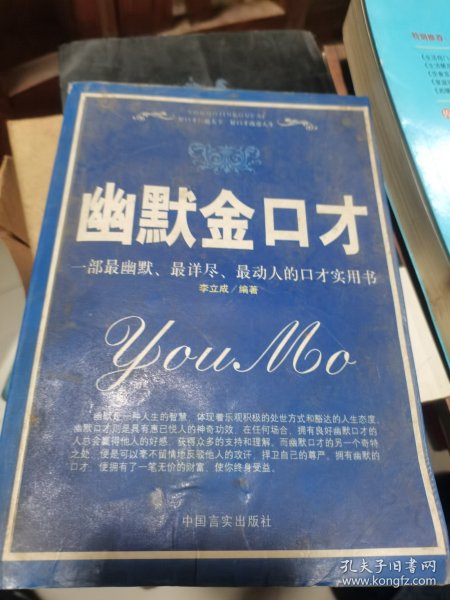 幽默金口才
一部最幽默、最详尽、最动人的口才实用书
李立成／编著
You Mo
幽默是一种人生的智慧，体现着乐观积极的处世方式和豁达的人生态度。
幽默口才则是具有惠己悦人的神奇功效，在任何场合，拥有良好幽默口才的
人总会赢得他人的好感，获得众多的支持和理解。而幽默口才的另一个奇特
之处，便是可以毫不留情地反驳他人的攻讦，捍卫自己的尊严。拥有幽默的
口才，便拥有了一笔无价的财富，使你终身受益。
中国言实出版社
孔夫子旧书网
www.kongfz.com